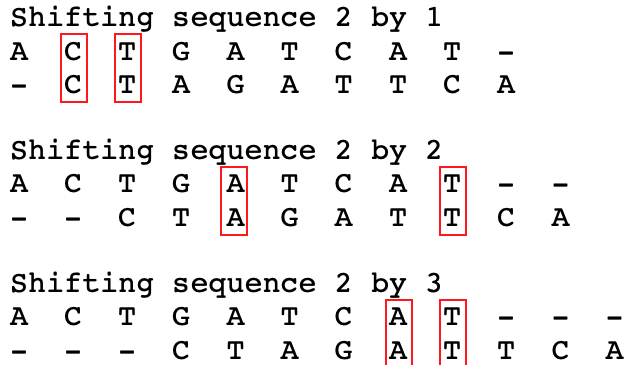 Shifting sequence 2 by 1
A C T G A T C A T -
- C T A G A T T C A
Shifting sequence 2 by 2
A C T G A T C A T - -
- - C T A G A T T C A
Shifting sequence 2 by 3
A C T G A T C A T - - -
- - - C T A G A T T C A